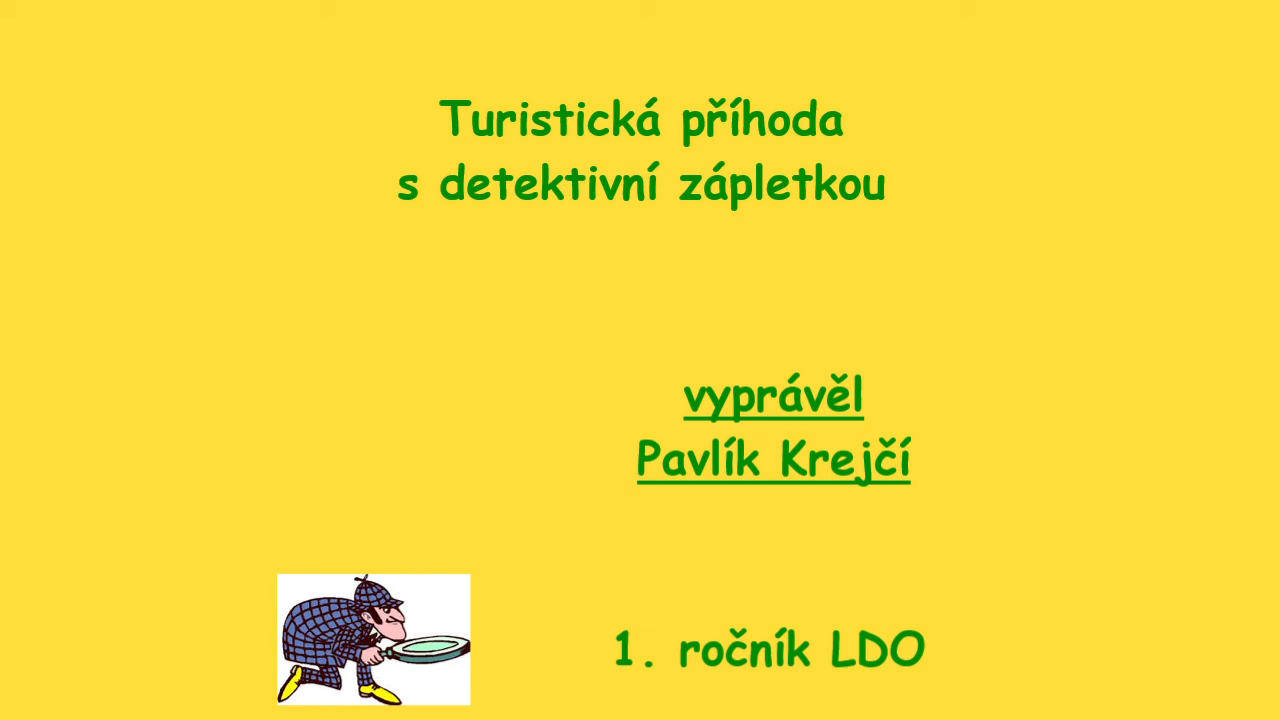 Turistická příhoda
s detektivní zápletkou
vyprávěl
Pavlík Krejčí
1. ročník LDO